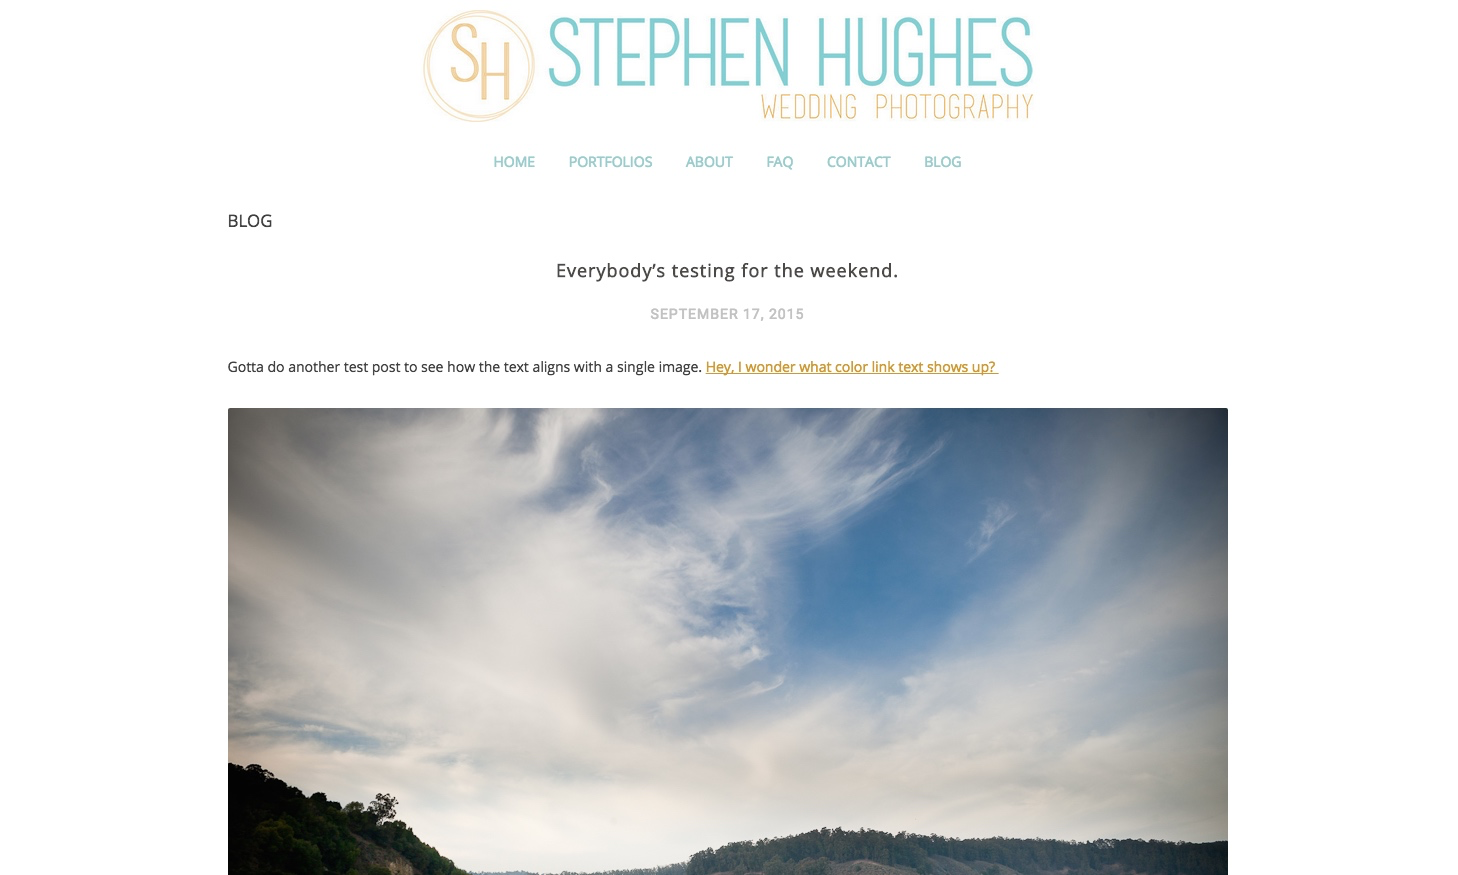 SH STEPHEN HUGHES
WEDDING PHOTOGRAPHY
HOME PORTFOLIOS ABOUT FAQ CONTACT BLOG
BLOG
Everybody’s testing for the weekend.
SEPTEMBER 17, 2015
Gotta do another test post to see how the text aligns with a single image. Hey, I wonder what color link text shows up?